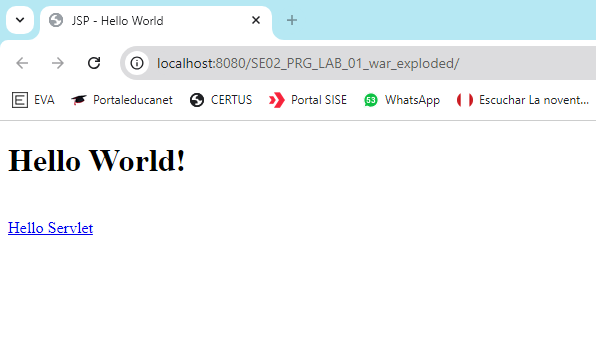 JSP - Hello World
localhost:8080/SE02_PRG_LAB_01_war_exploded/
EVA Portaleducanet CERTUS Portal SISE 53 WhatsApp Escuchar La novent...
Hello World!
Hello Servlet